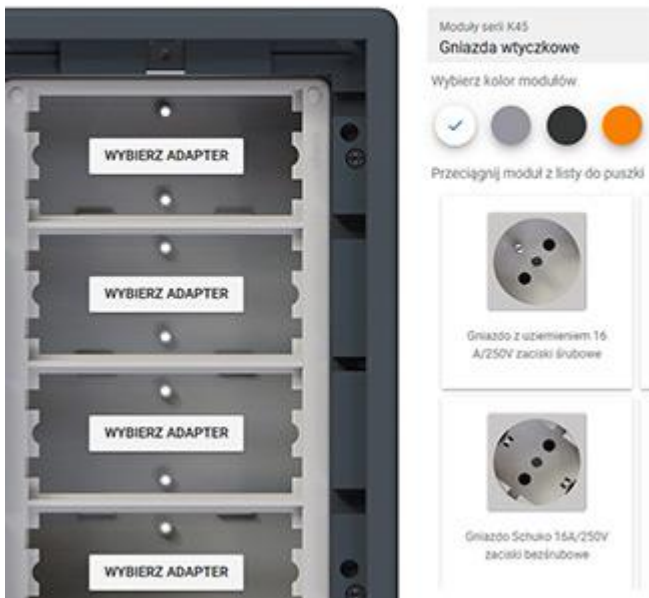 WYBIERZ ADAPTER
WYBIERZ ADAPTER
WYBIERZ ADAPTER
WYBIERZ ADAPTER
Moduły serii K45
Gniazda wtyczkowe
Wybierz kolor modułów
Przeciągnij moduł z listy do puszki
Gniazdo z uziemieniem 16
A/250V zaciski śrubowe
Gniazdo Schuko 16A/250V
zaciski bezśrubowe